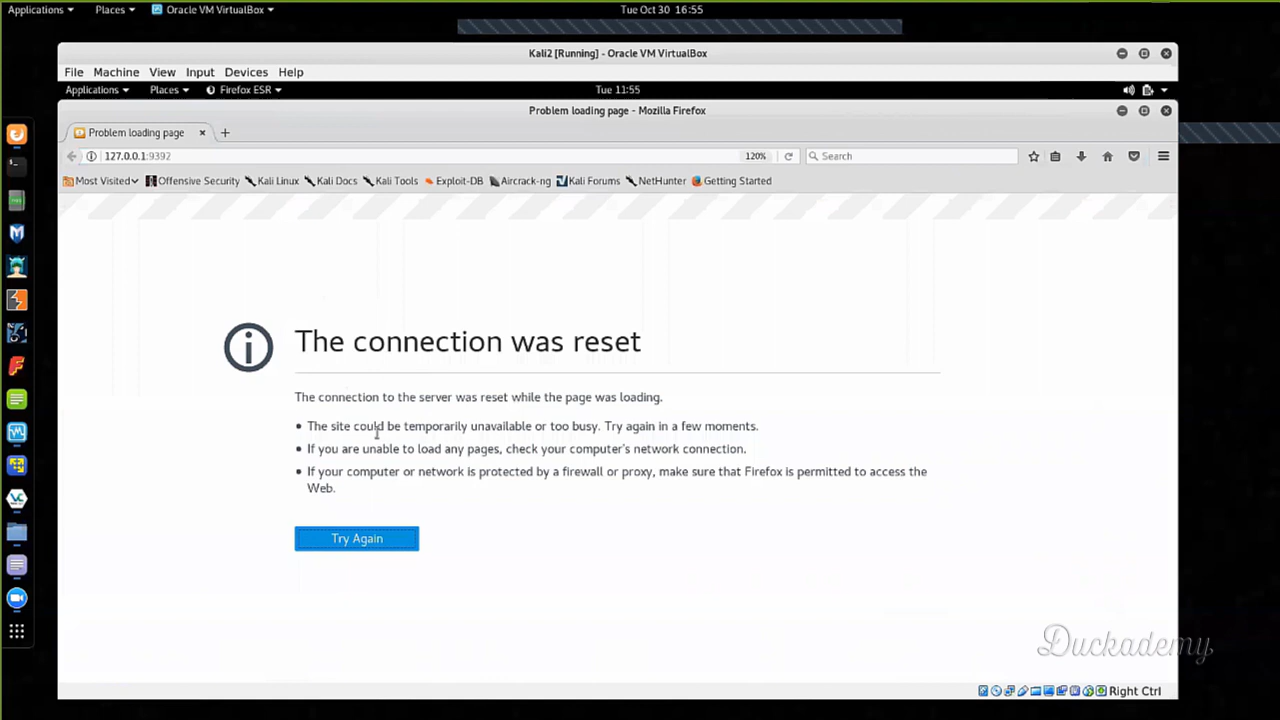 Applications Places Oracle VM VirtualBox Tue Oct 30 16:55
Kali2 [Running] - Oracle VM VirtualBox
File Machine View Input Devices Help
Applications Places Firefox ESR Tue 11:55
Problem loading page - Mozilla Firefox
Problem loading page
127.0.0.1:9392 120% Search
Most Visited Offensive Security Kali Linux Kali Docs Kali Tools Exploit-DB Aircrack-ng Kali Forums NetHunter Getting Started
The connection was reset
The connection to the server was reset while the page was loading.
The site could be temporarily unavailable or too busy. Try again in a few moments.
If you are unable to load any pages, check your computer's network connection.
If your computer or network is protected by a firewall or proxy, make sure that Firefox is permitted to access the
Web.
Try Again
Duckademy
Right Ctrl